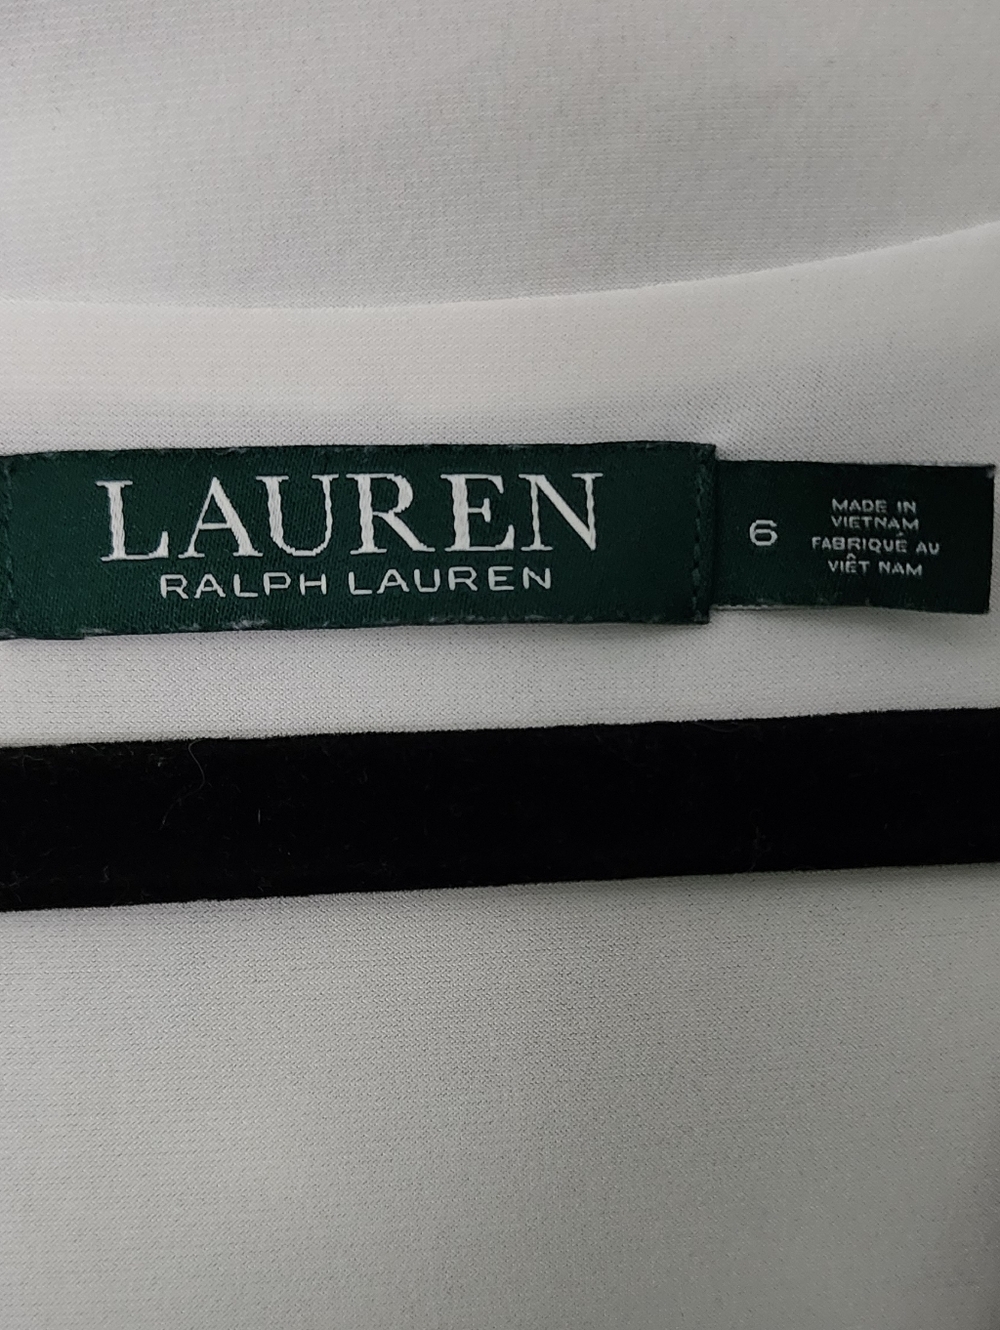 LAUREN
RALPH LAUREN
6
MADE IN
VIETNAM
FABRIQUÉ AU
VIÊT NAM